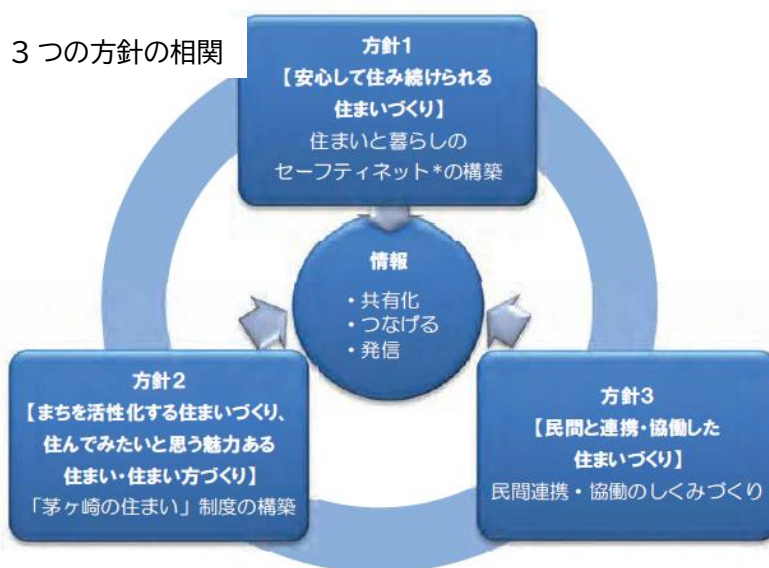 ３つの方針の相関
方針1
【安心して住み続けられる
住まいづくり】
住まいと暮らしの
セーフティネット*の構築
情報
・共有化
・つなげる
・発信
方針2
【まちを活性化する住まいづくり、
住んでみたいと思う魅力ある
住まい・住まい方づくり】
「茅ヶ崎の住まい」制度の構築
方針3
【民間と連携・協働した
住まいづくり】
民間連携・協働のしくみづくり